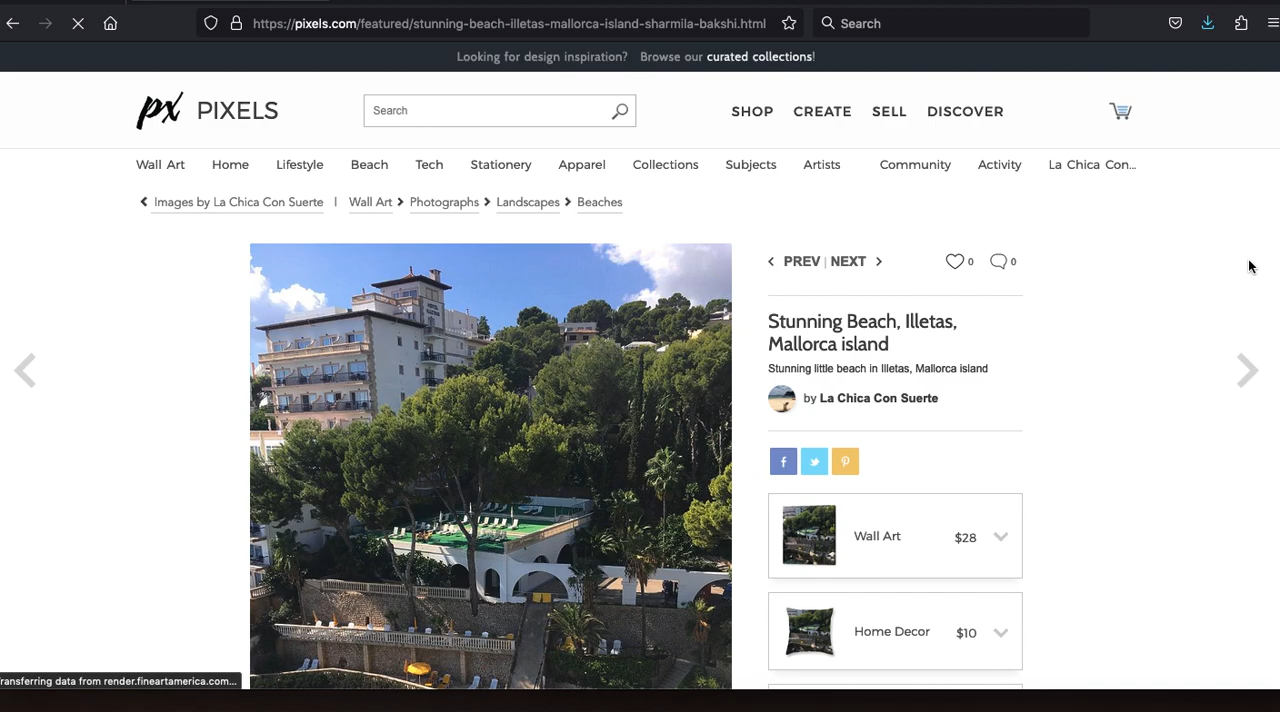 https://pixels.com/featured/stunning-beach-illetas-mallorca-island-sharmila-bakshi.html
Search
Looking for design inspiration? Browse our curated collections!
px PIXELS
Search
SHOP CREATE SELL DISCOVER
Wall Art Home Lifestyle Beach Tech Stationery Apparel Collections Subjects Artists Community Activity La Chica Con...
Images by La Chica Con Suerte | Wall Art > Photographs > Landscapes > Beaches
PREV | NEXT
0 0
Stunning Beach, Illetas,
Mallorca island
Stunning little beach in Illetas, Mallorca island
by La Chica Con Suerte
Wall Art $28
Home Decor $10
ransferring data from render.fineartamerica.com...